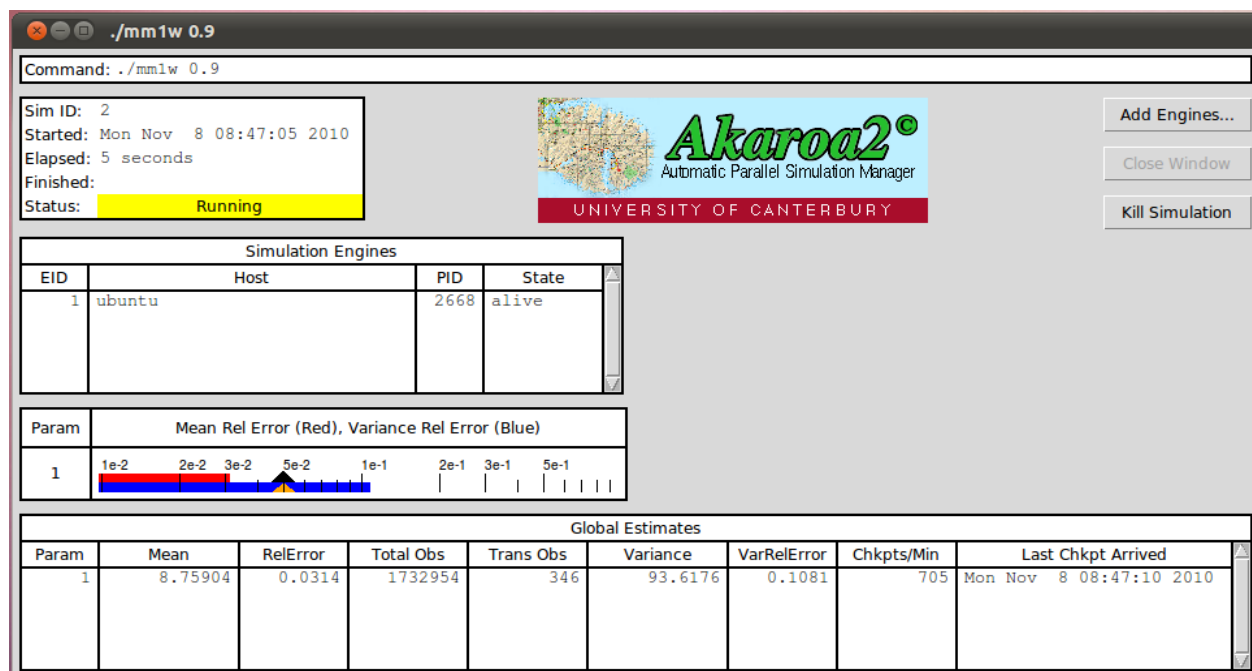 ./mm1w 0.9
Command: ./mm1w 0.9
Sim ID: 2
Started: Mon Nov  8 08:47:05 2010
Elapsed: 5 seconds
Finished:
Status: Running
Akaroa2©
Automatic Parallel Simulation Manager
UNIVERSITY OF CANTERBURY
Add Engines...
Close Window
Kill Simulation
Simulation Engines
EID Host PID State
1 ubuntu 2668 alive
Param Mean Rel Error (Red), Variance Rel Error (Blue)
1 1e-2 2e-2 3e-2 5e-2 1e-1 2e-1 3e-1 5e-1
Global Estimates
Param Mean RelError Total Obs Trans Obs Variance VarRelError Chkpts/Min Last Chkpt Arrived
1 8.75904 0.0314 1732954 346 93.6176 0.1081 705 Mon Nov  8 08:47:10 2010